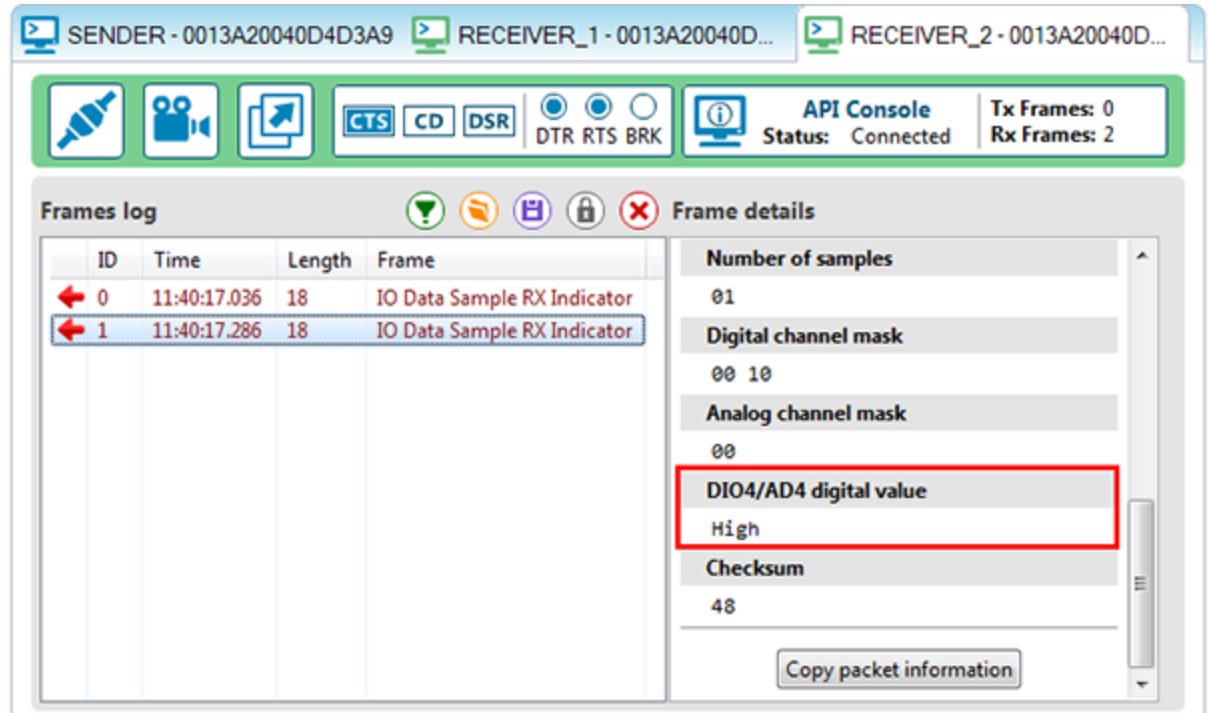 SENDER - 0013A20040D4D3A9 RECEIVER_1 - 0013A20040D... RECEIVER_2 - 0013A20040D...
CTS CD DSR DTR RTS BRK
API Console
Status: Connected
Tx Frames: 0
Rx Frames: 2
Frames log
ID Time Length Frame
0 11:40:17.036 18 IO Data Sample RX Indicator
1 11:40:17.286 18 IO Data Sample RX Indicator
Frame details
Number of samples
01
Digital channel mask
00 10
Analog channel mask
00
DIO4/AD4 digital value
High
Checksum
48
Copy packet information